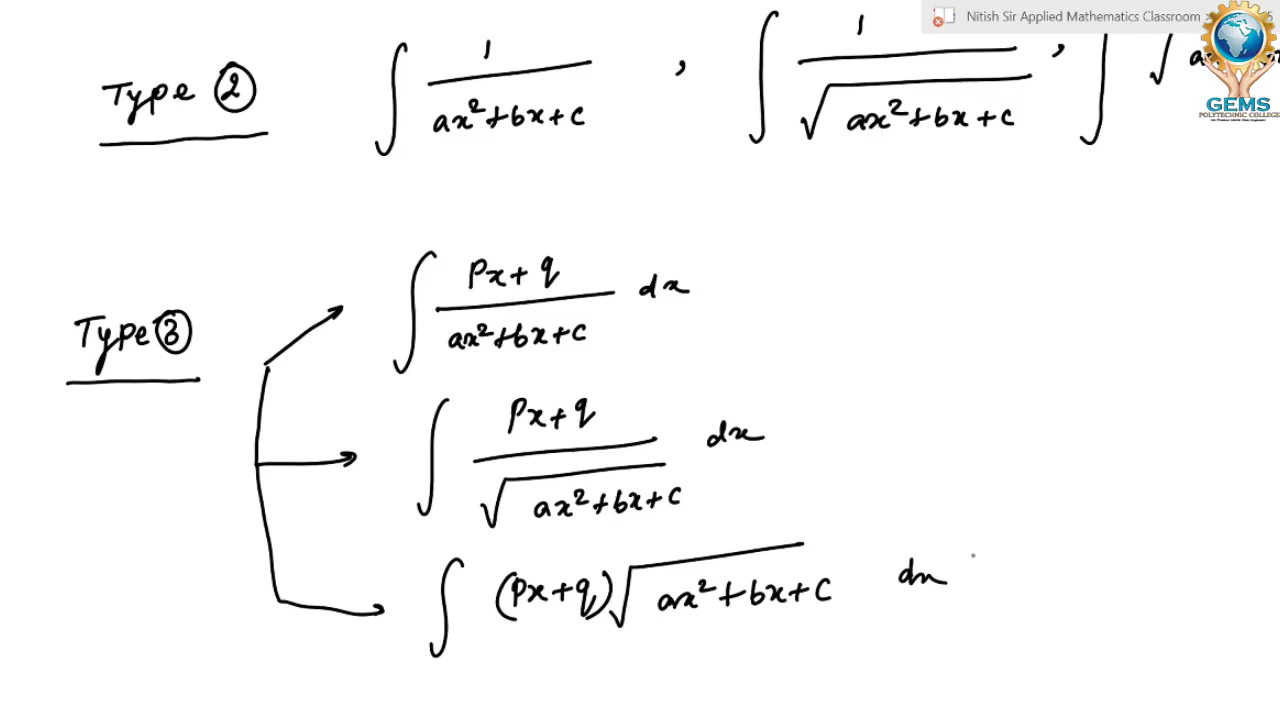 Nitish Sir Applied Mathematics Classroom
Type ② ∫ 1/(ax²+bx+c) , ∫ 1/√(ax²+bx+c) , ∫ √
GEMS
POLYTECHNIC COLLEGE
Type ③
∫ (px+q)/(ax²+bx+c) dx
∫ (px+q)/√(ax²+bx+c) dx
∫ (px+q)√(ax²+bx+c) dx